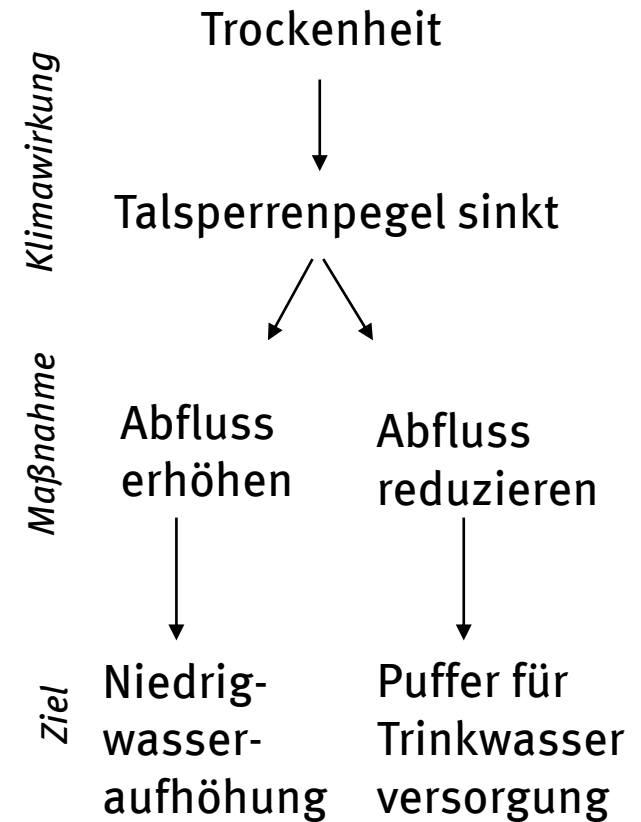 Klimawirkung
Trockenheit
Talsperrenpegel sinkt
Maßnahme
Abfluss
erhöhen
Abfluss
reduzieren
Ziel
Niedrig-
wasser-
aufhöhung
Puffer für
Trinkwasser
versorgung